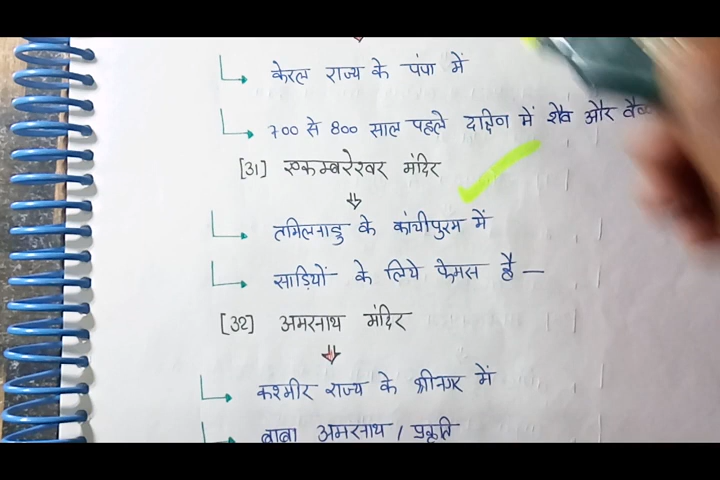 केरल राज्य के पंपा में
700 से 800 साल पहले दक्षिण में शैव और
[31] एकम्बरेश्वर मंदिर
तमिलनाडु के कांचीपुरम में
साड़ियों के लिये फेमस है –
[32] अमरनाथ मंदिर
कश्मीर राज्य के श्रीनगर में
बाबा अमरनाथ / प्रकृति